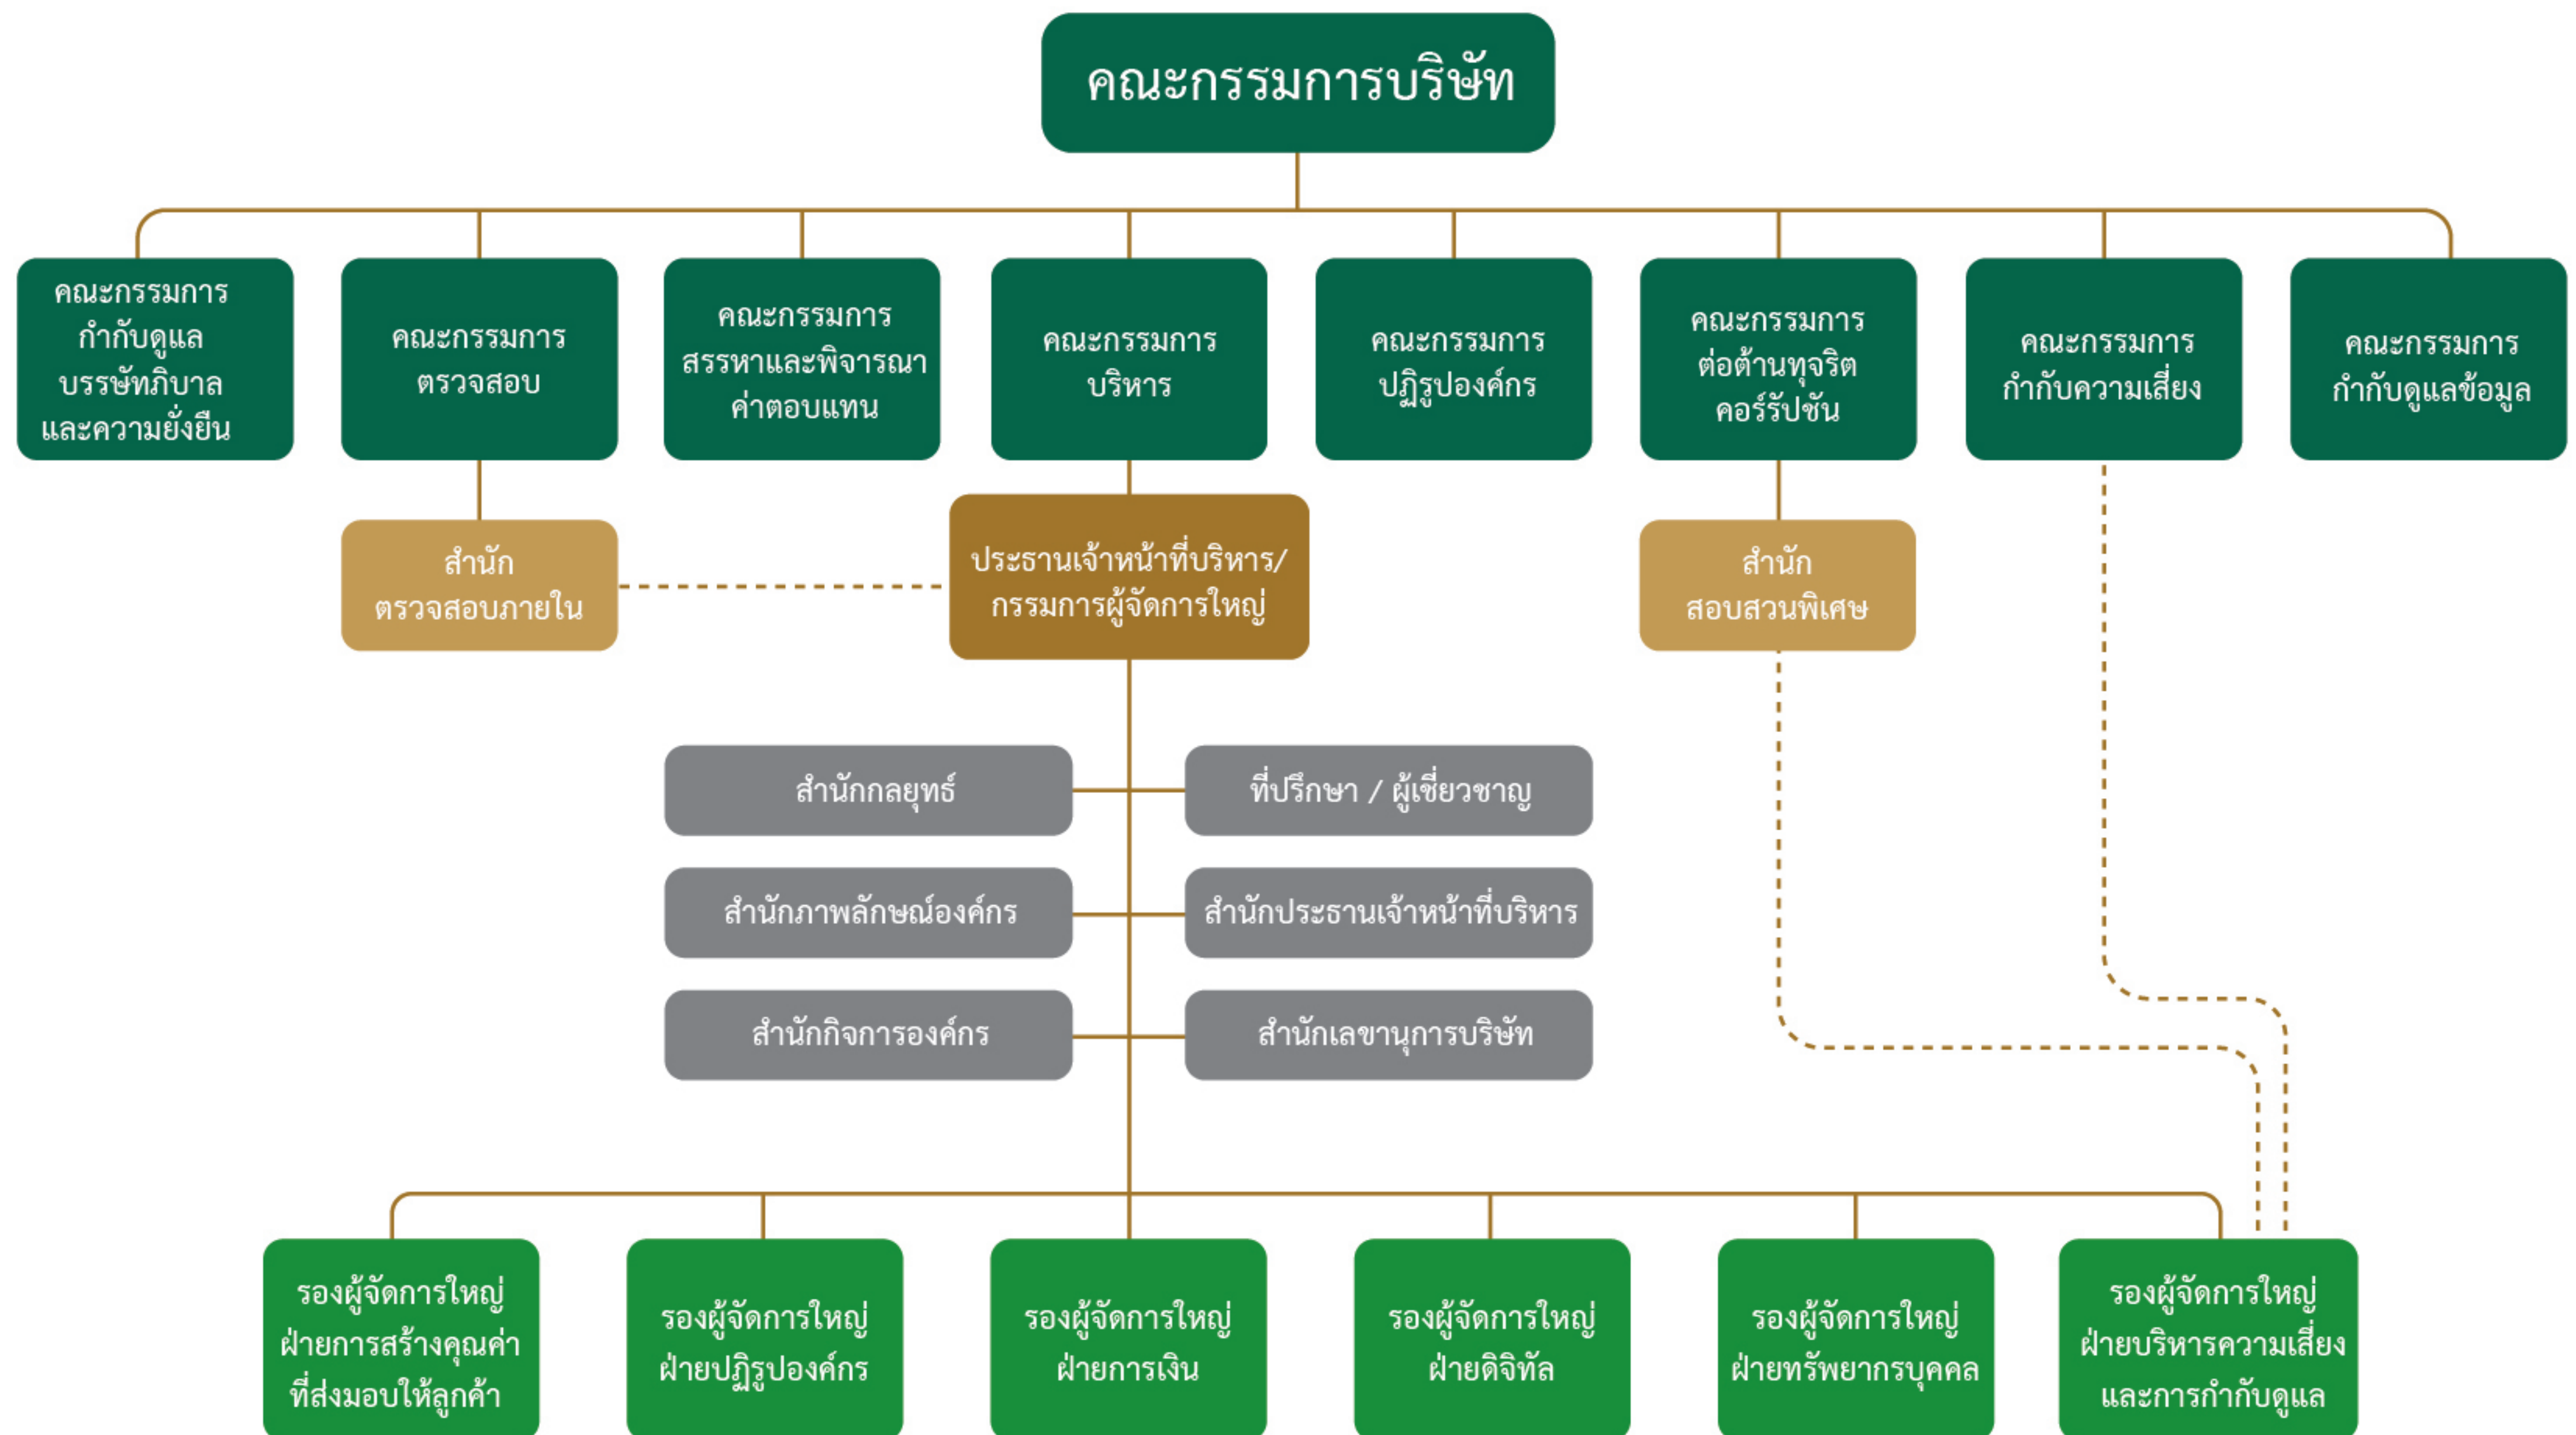 คณะกรรมการบริษัท
คณะกรรมการ
กำกับดูแล
บรรษัทภิบาล
และความยั่งยืน
คณะกรรมการ
ตรวจสอบ
คณะกรรมการ
สรรหาและพิจารณา
ค่าตอบแทน
คณะกรรมการ
บริหาร
คณะกรรมการ
ปฏิรูปองค์กร
คณะกรรมการ
ต่อต้านทุจริต
คอร์รัปชัน
คณะกรรมการ
กำกับความเสี่ยง
คณะกรรมการ
กำกับดูแลข้อมูล
สำนัก
ตรวจสอบภายใน
ประธานเจ้าหน้าที่บริหาร/
กรรมการผู้จัดการใหญ่
สำนัก
สอบสวนพิเศษ
สำนักกลยุทธ์
ที่ปรึกษา / ผู้เชี่ยวชาญ
สำนักภาพลักษณ์องค์กร
สำนักประธานเจ้าหน้าที่บริหาร
สำนักกิจการองค์กร
สำนักเลขานุการบริษัท
รองผู้จัดการใหญ่
ฝ่ายการสร้างคุณค่า
ที่ส่งมอบให้ลูกค้า
รองผู้จัดการใหญ่
ฝ่ายปฏิรูปองค์กร
รองผู้จัดการใหญ่
ฝ่ายการเงิน
รองผู้จัดการใหญ่
ฝ่ายดิจิทัล
รองผู้จัดการใหญ่
ฝ่ายทรัพยากรบุคคล
รองผู้จัดการใหญ่
ฝ่ายบริหารความเสี่ยง
และการกำกับดูแล